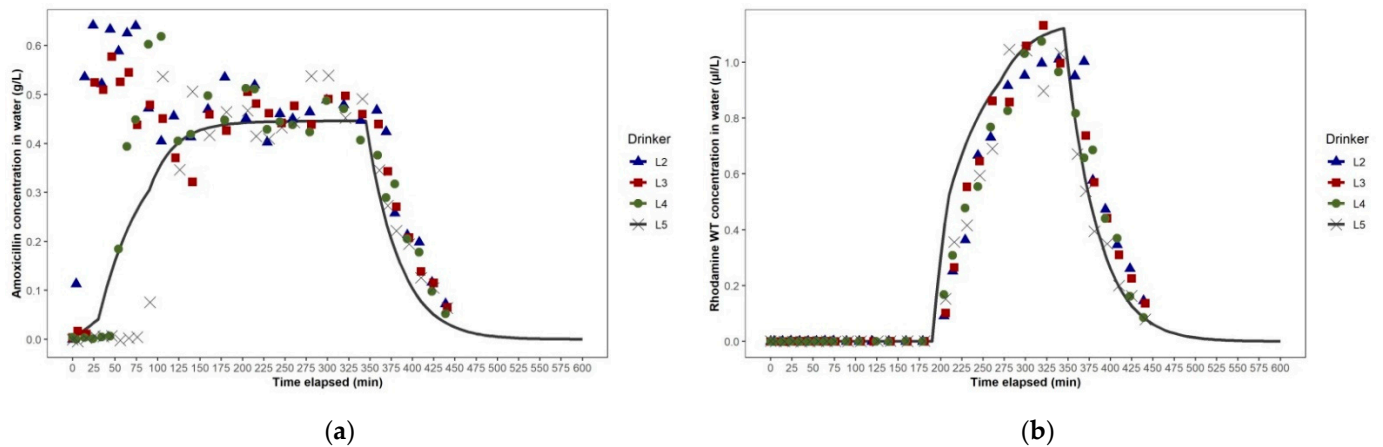 Amoxicillin concentration in water (g/L)
0.6
0.5
0.4
0.3
0.2
0.1
0.0
0 25 50 75 100 125 150 175 200 225 250 275 300 325 350 375 400 425 450 475 500 525 550 575 600
Time elapsed (min)
Drinker
L2
L3
L4
L5
(a)
Rhodamine WT concentration in water (µl/L)
1.0
0.8
0.6
0.4
0.2
0.0
0 25 50 75 100 125 150 175 200 225 250 275 300 325 350 375 400 425 450 475 500 525 550 575 600
Time elapsed (min)
Drinker
L2
L3
L4
L5
(b)